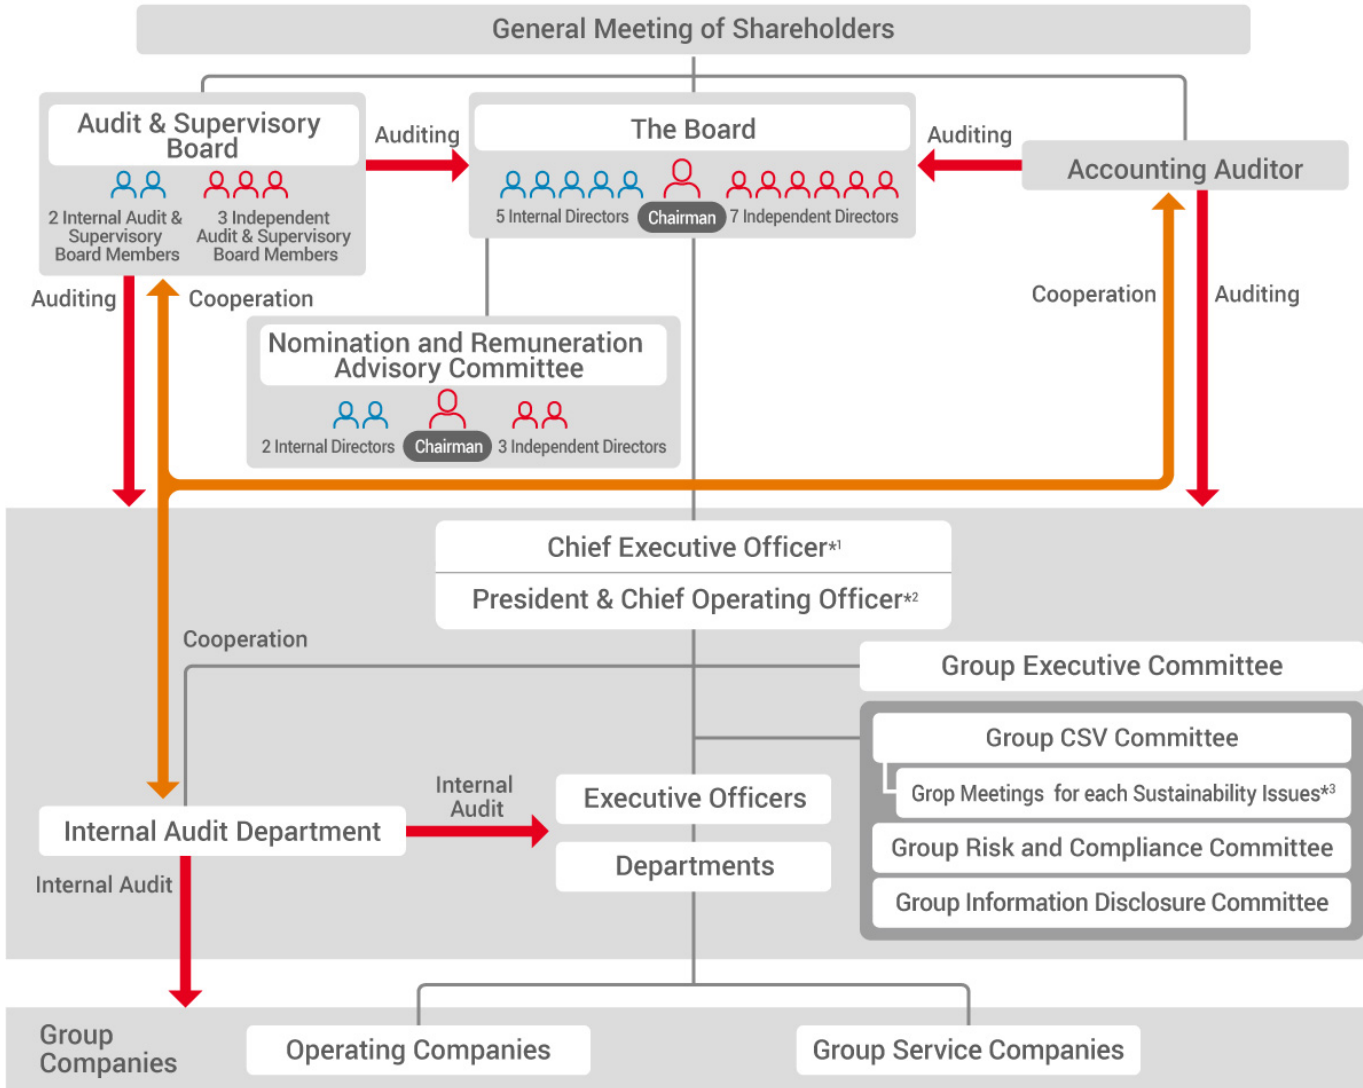 General Meeting of Shareholders
Audit & Supervisory
Board
2 Internal Audit &
Supervisory
Board Members
3 Independent
Audit & Supervisory
Board Members
Auditing
The Board
5 Internal Directors
Chairman
7 Independent Directors
Auditing
Accounting Auditor
Auditing
Cooperation
Cooperation
Auditing
Nomination and Remuneration
Advisory Committee
2 Internal Directors
Chairman
3 Independent Directors
Chief Executive Officer*1
President & Chief Operating Officer*2
Cooperation
Group Executive Committee
Group CSV Committee
Grop Meetings for each Sustainability Issues*3
Group Risk and Compliance Committee
Group Information Disclosure Committee
Internal Audit Department
Internal
Audit
Executive Officers
Departments
Internal Audit
Group
Companies
Operating Companies
Group Service Companies